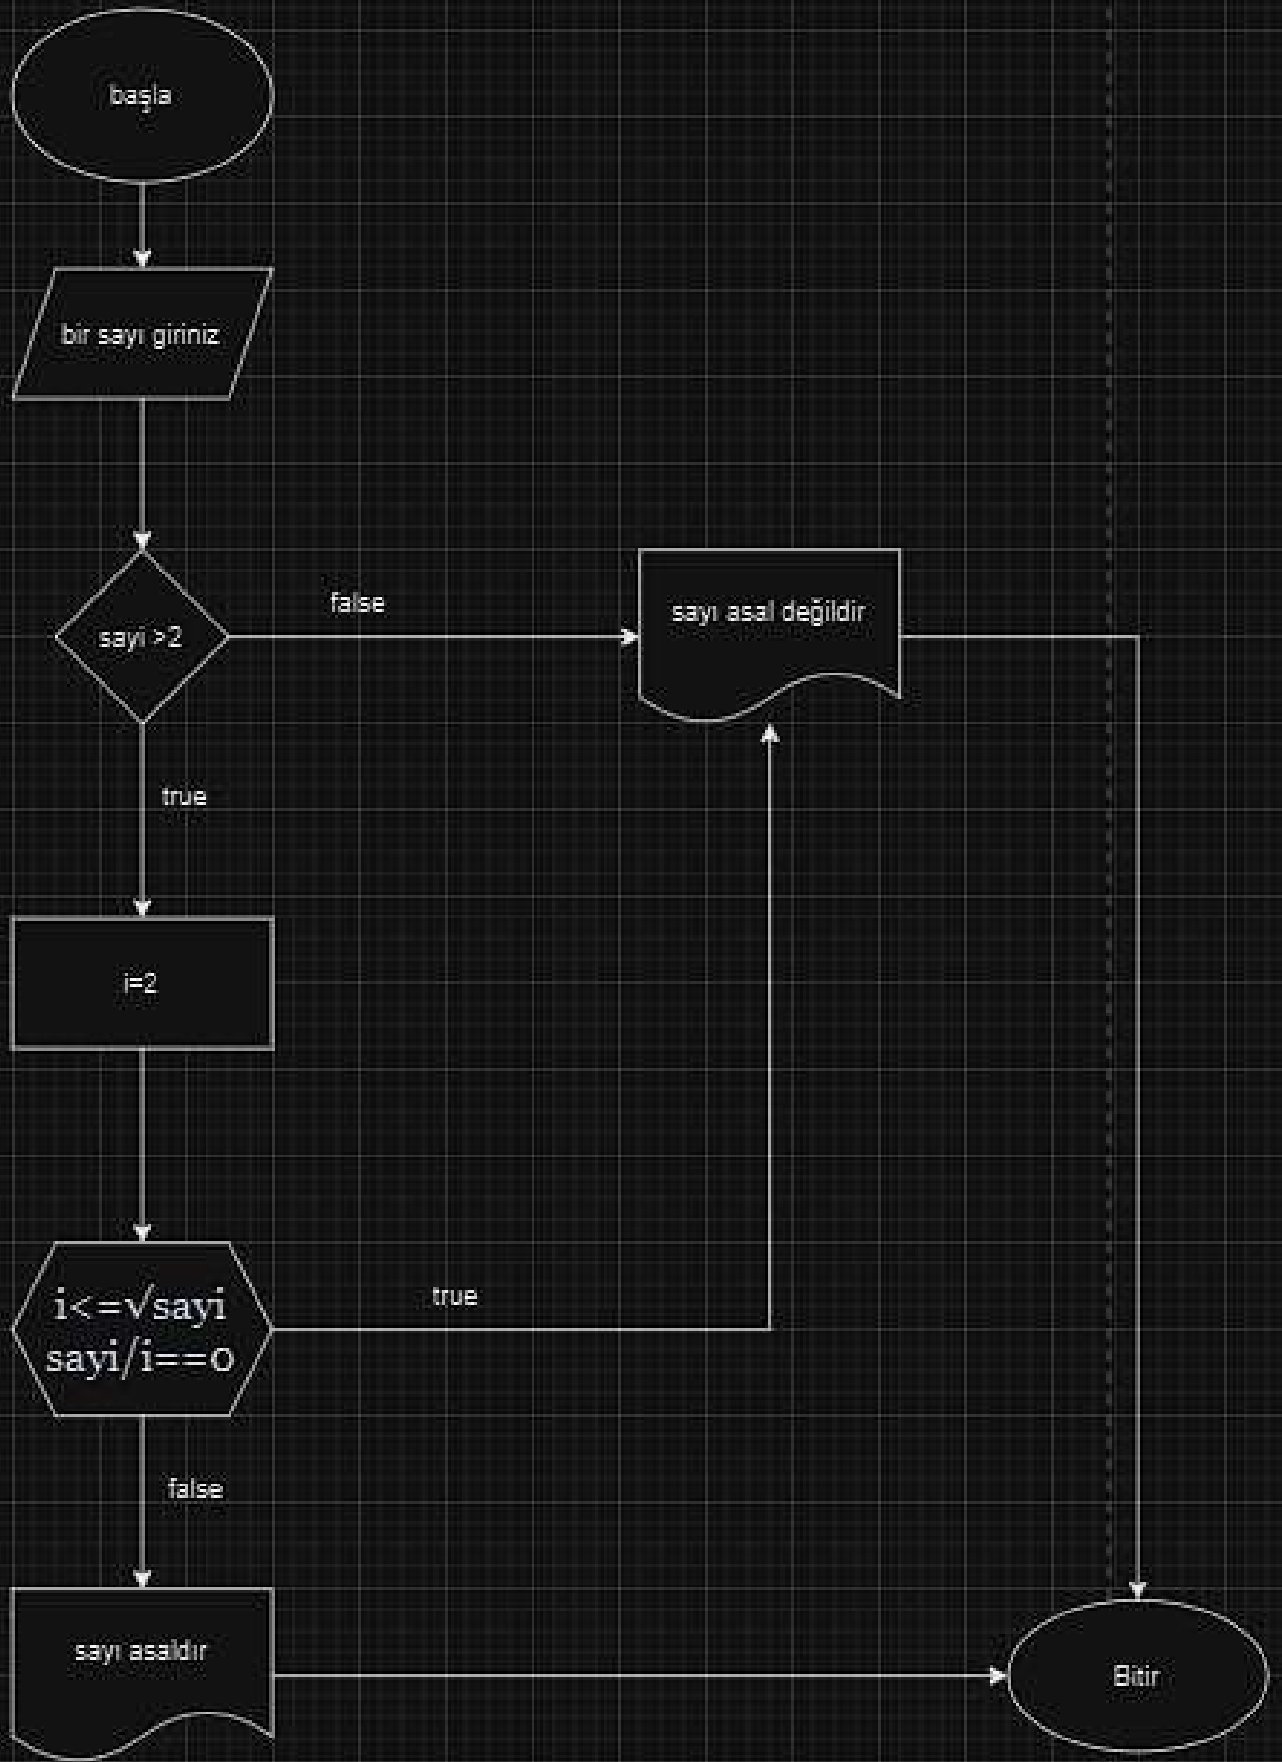 başla
bir sayı giriniz
sayi >2
false
sayı asal değildir
true
i=2
i<=√sayi
sayi/i==0
true
false
sayı asaldır
Bitir